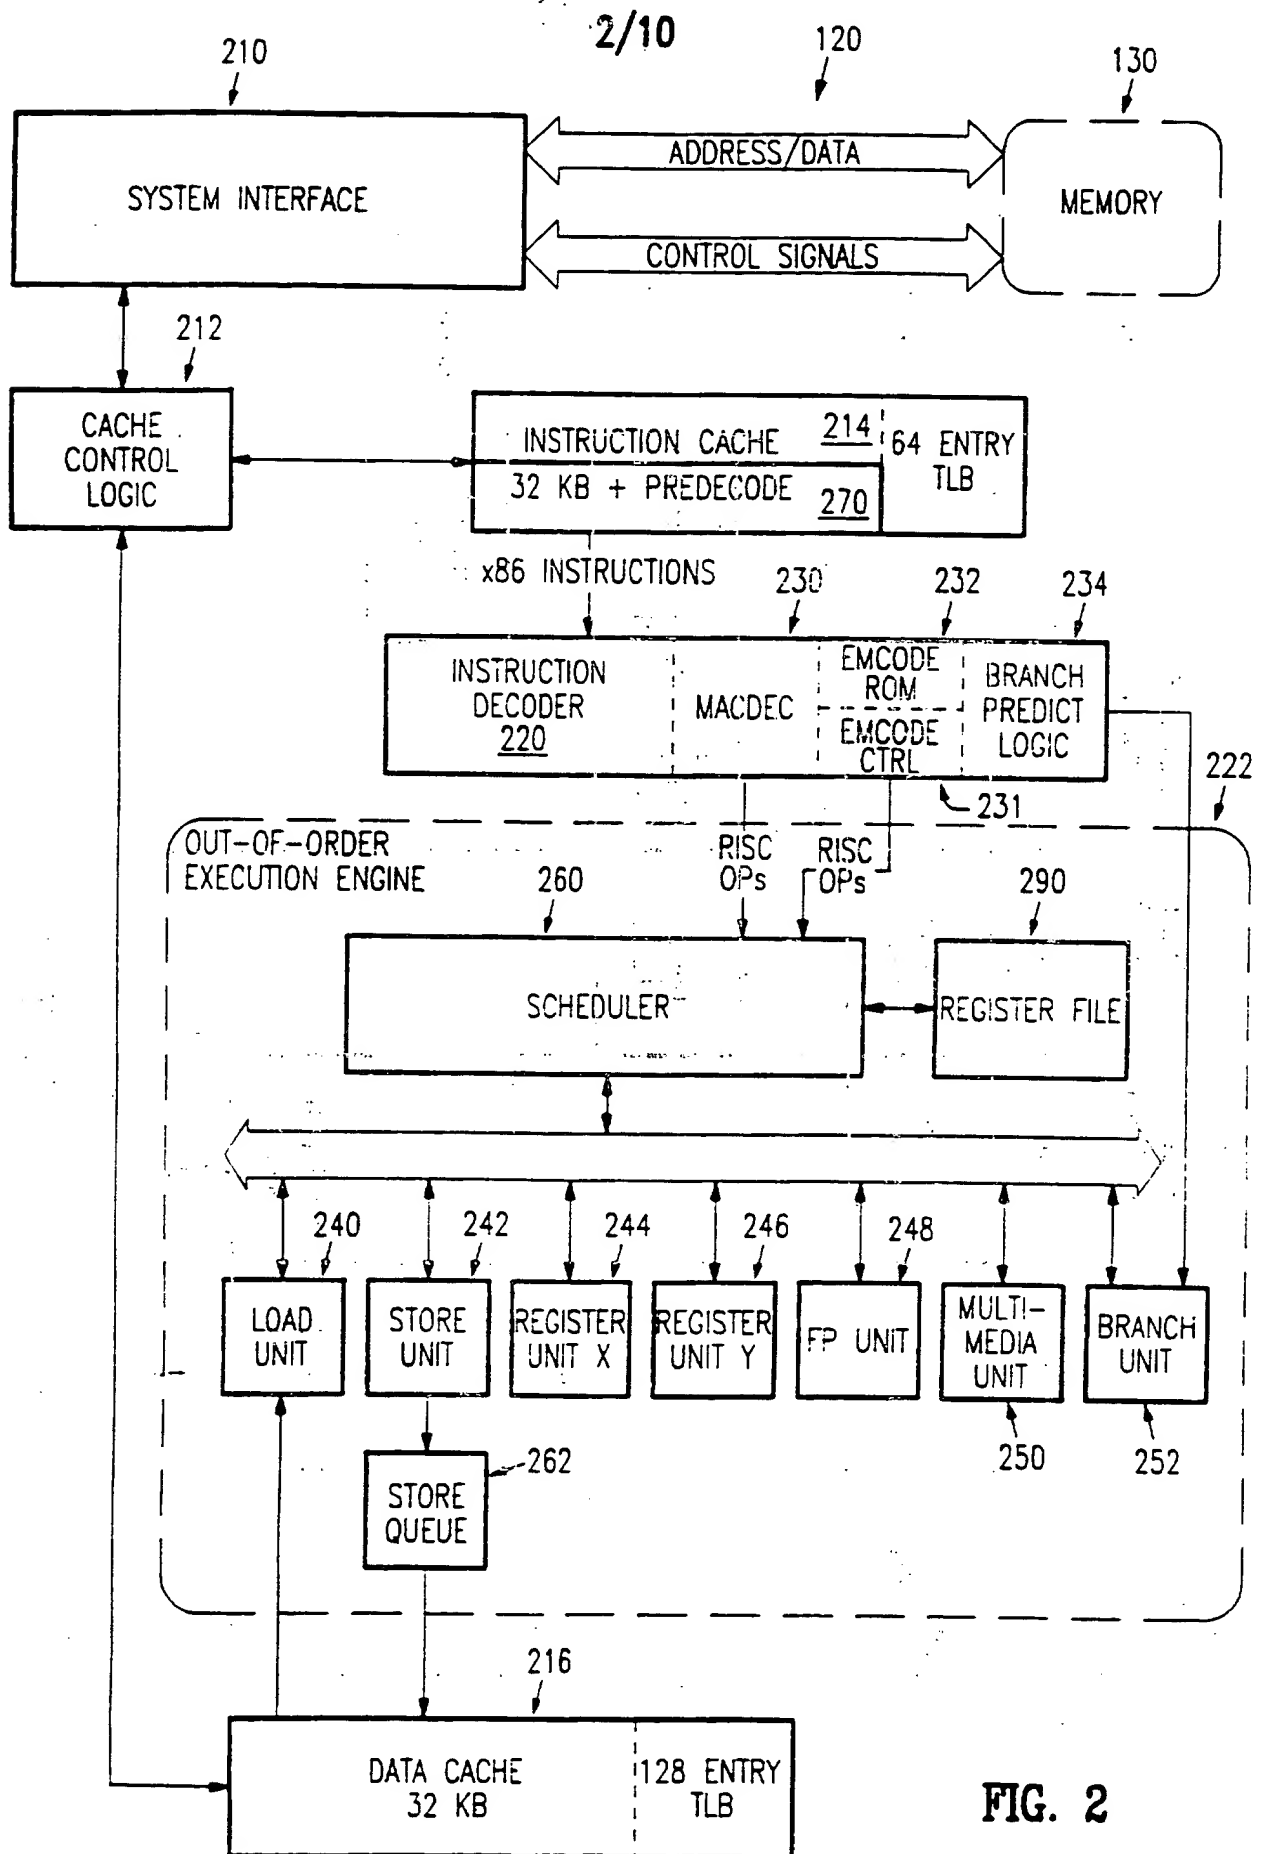 2/10
210
120
130
SYSTEM INTERFACE
ADDRESS/DATA
CONTROL SIGNALS
MEMORY
212
CACHE
CONTROL
LOGIC
INSTRUCTION CACHE
214
32 KB + PREDECODE
270
64 ENTRY
TLB
x86 INSTRUCTIONS
230
232
234
INSTRUCTION
DECODER
220
MACDEC
EMCODE
ROM
EMCODE
CTRL
BRANCH
PREDICT
LOGIC
231
222
OUT-OF-ORDER
EXECUTION ENGINE
RISC
OPs
RISC
OPs
260
290
SCHEDULER
REGISTER FILE
240
242
244
246
248
LOAD
UNIT
STORE
UNIT
REGISTER
UNIT X
REGISTER
UNIT Y
FP UNIT
MULTI-
MEDIA
UNIT
BRANCH
UNIT
250
252
262
STORE
QUEUE
216
DATA CACHE
32 KB
128 ENTRY
TLB
FIG. 2